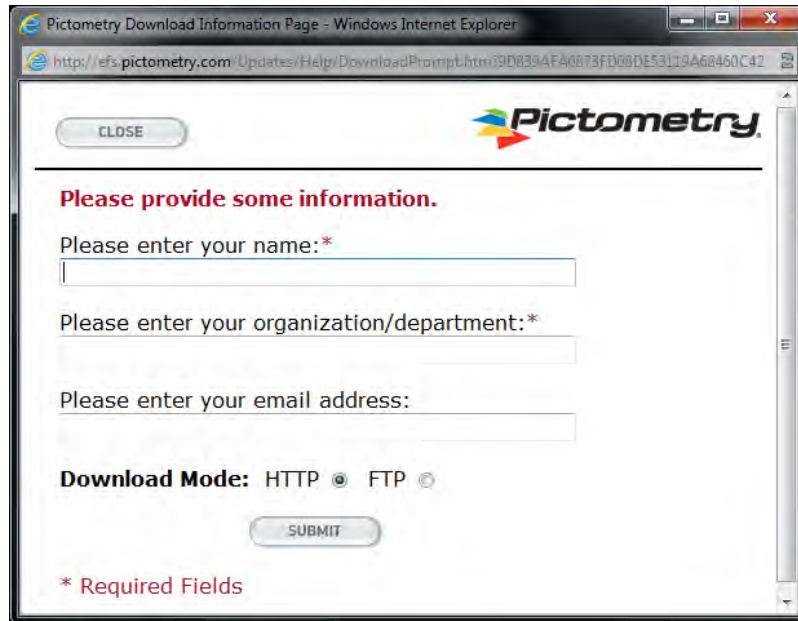 Pictometry Download Information Page - Windows Internet Explorer
http://efs.pictometry.com/Updates/Help/DownloadPrompt.htm
CLOSE
Pictometry
Please provide some information.
Please enter your name:*
Please enter your organization/department:*
Please enter your email address:
Download Mode: HTTP FTP
SUBMIT
* Required Fields